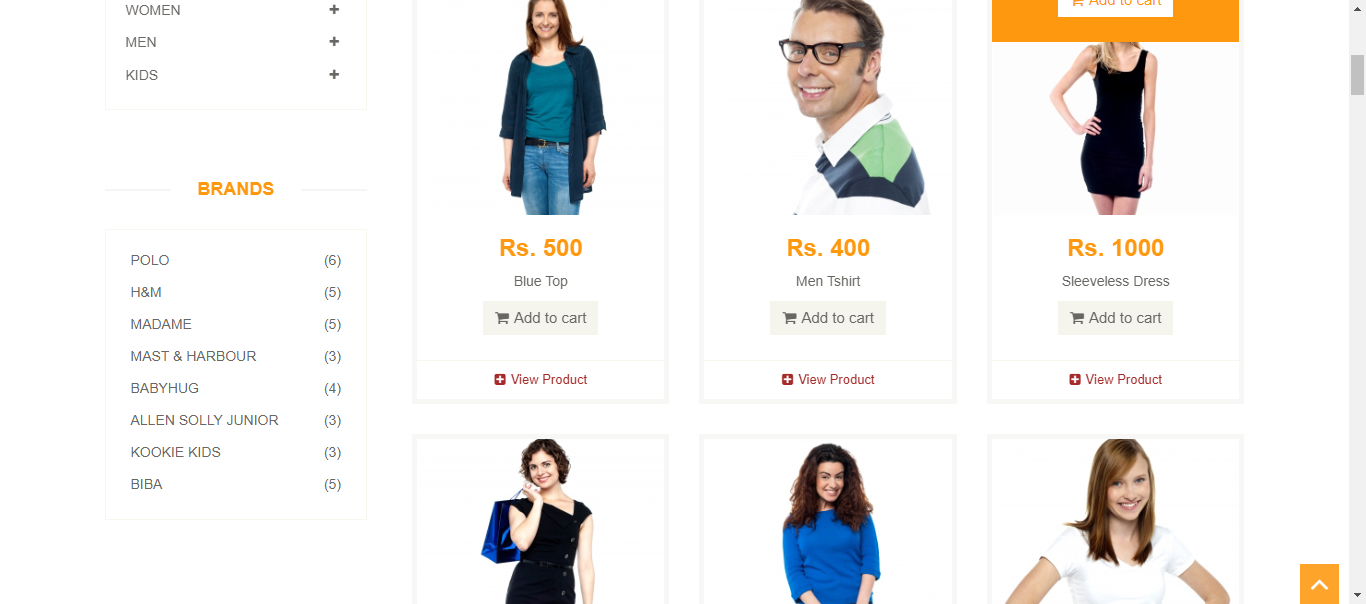 WOMEN
MEN
KIDS
BRANDS
POLO (6)
H&M (5)
MADAME (5)
MAST & HARBOUR (3)
BABYHUG (4)
ALLEN SOLLY JUNIOR (3)
KOOKIE KIDS (3)
BIBA (5)
Rs. 500
Blue Top
Add to cart
View Product
Rs. 400
Men Tshirt
Add to cart
View Product
Add to cart
Rs. 1000
Sleeveless Dress
Add to cart
View Product